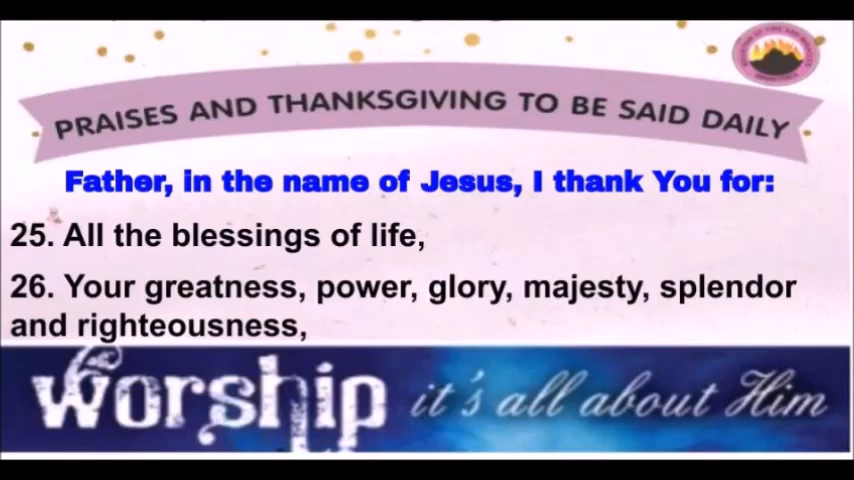 PRAISES AND THANKSGIVING TO BE SAID DAILY
Father, in the name of Jesus, I thank You for:
25. All the blessings of life,
26. Your greatness, power, glory, majesty, splendor
and righteousness,
worship it's all about Him